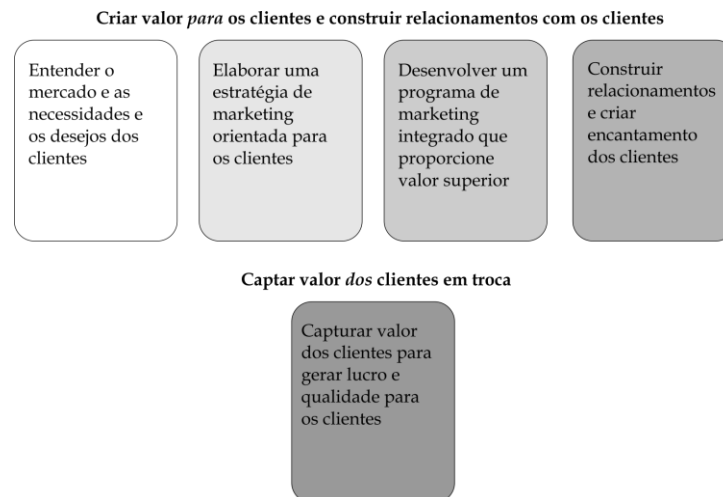 Criar valor para os clientes e construir relacionamentos com os clientes
Entender o
mercado e as
necessidades e
os desejos dos
clientes
Elaborar uma
estratégia de
marketing
orientada para
os clientes
Desenvolver um
programa de
marketing
integrado que
proporcione
valor superior
Construir
relacionamentos
e criar
encantamento
dos clientes
Captar valor dos clientes em troca
Capturar valor
dos clientes para
gerar lucro e
qualidade para
os clientes